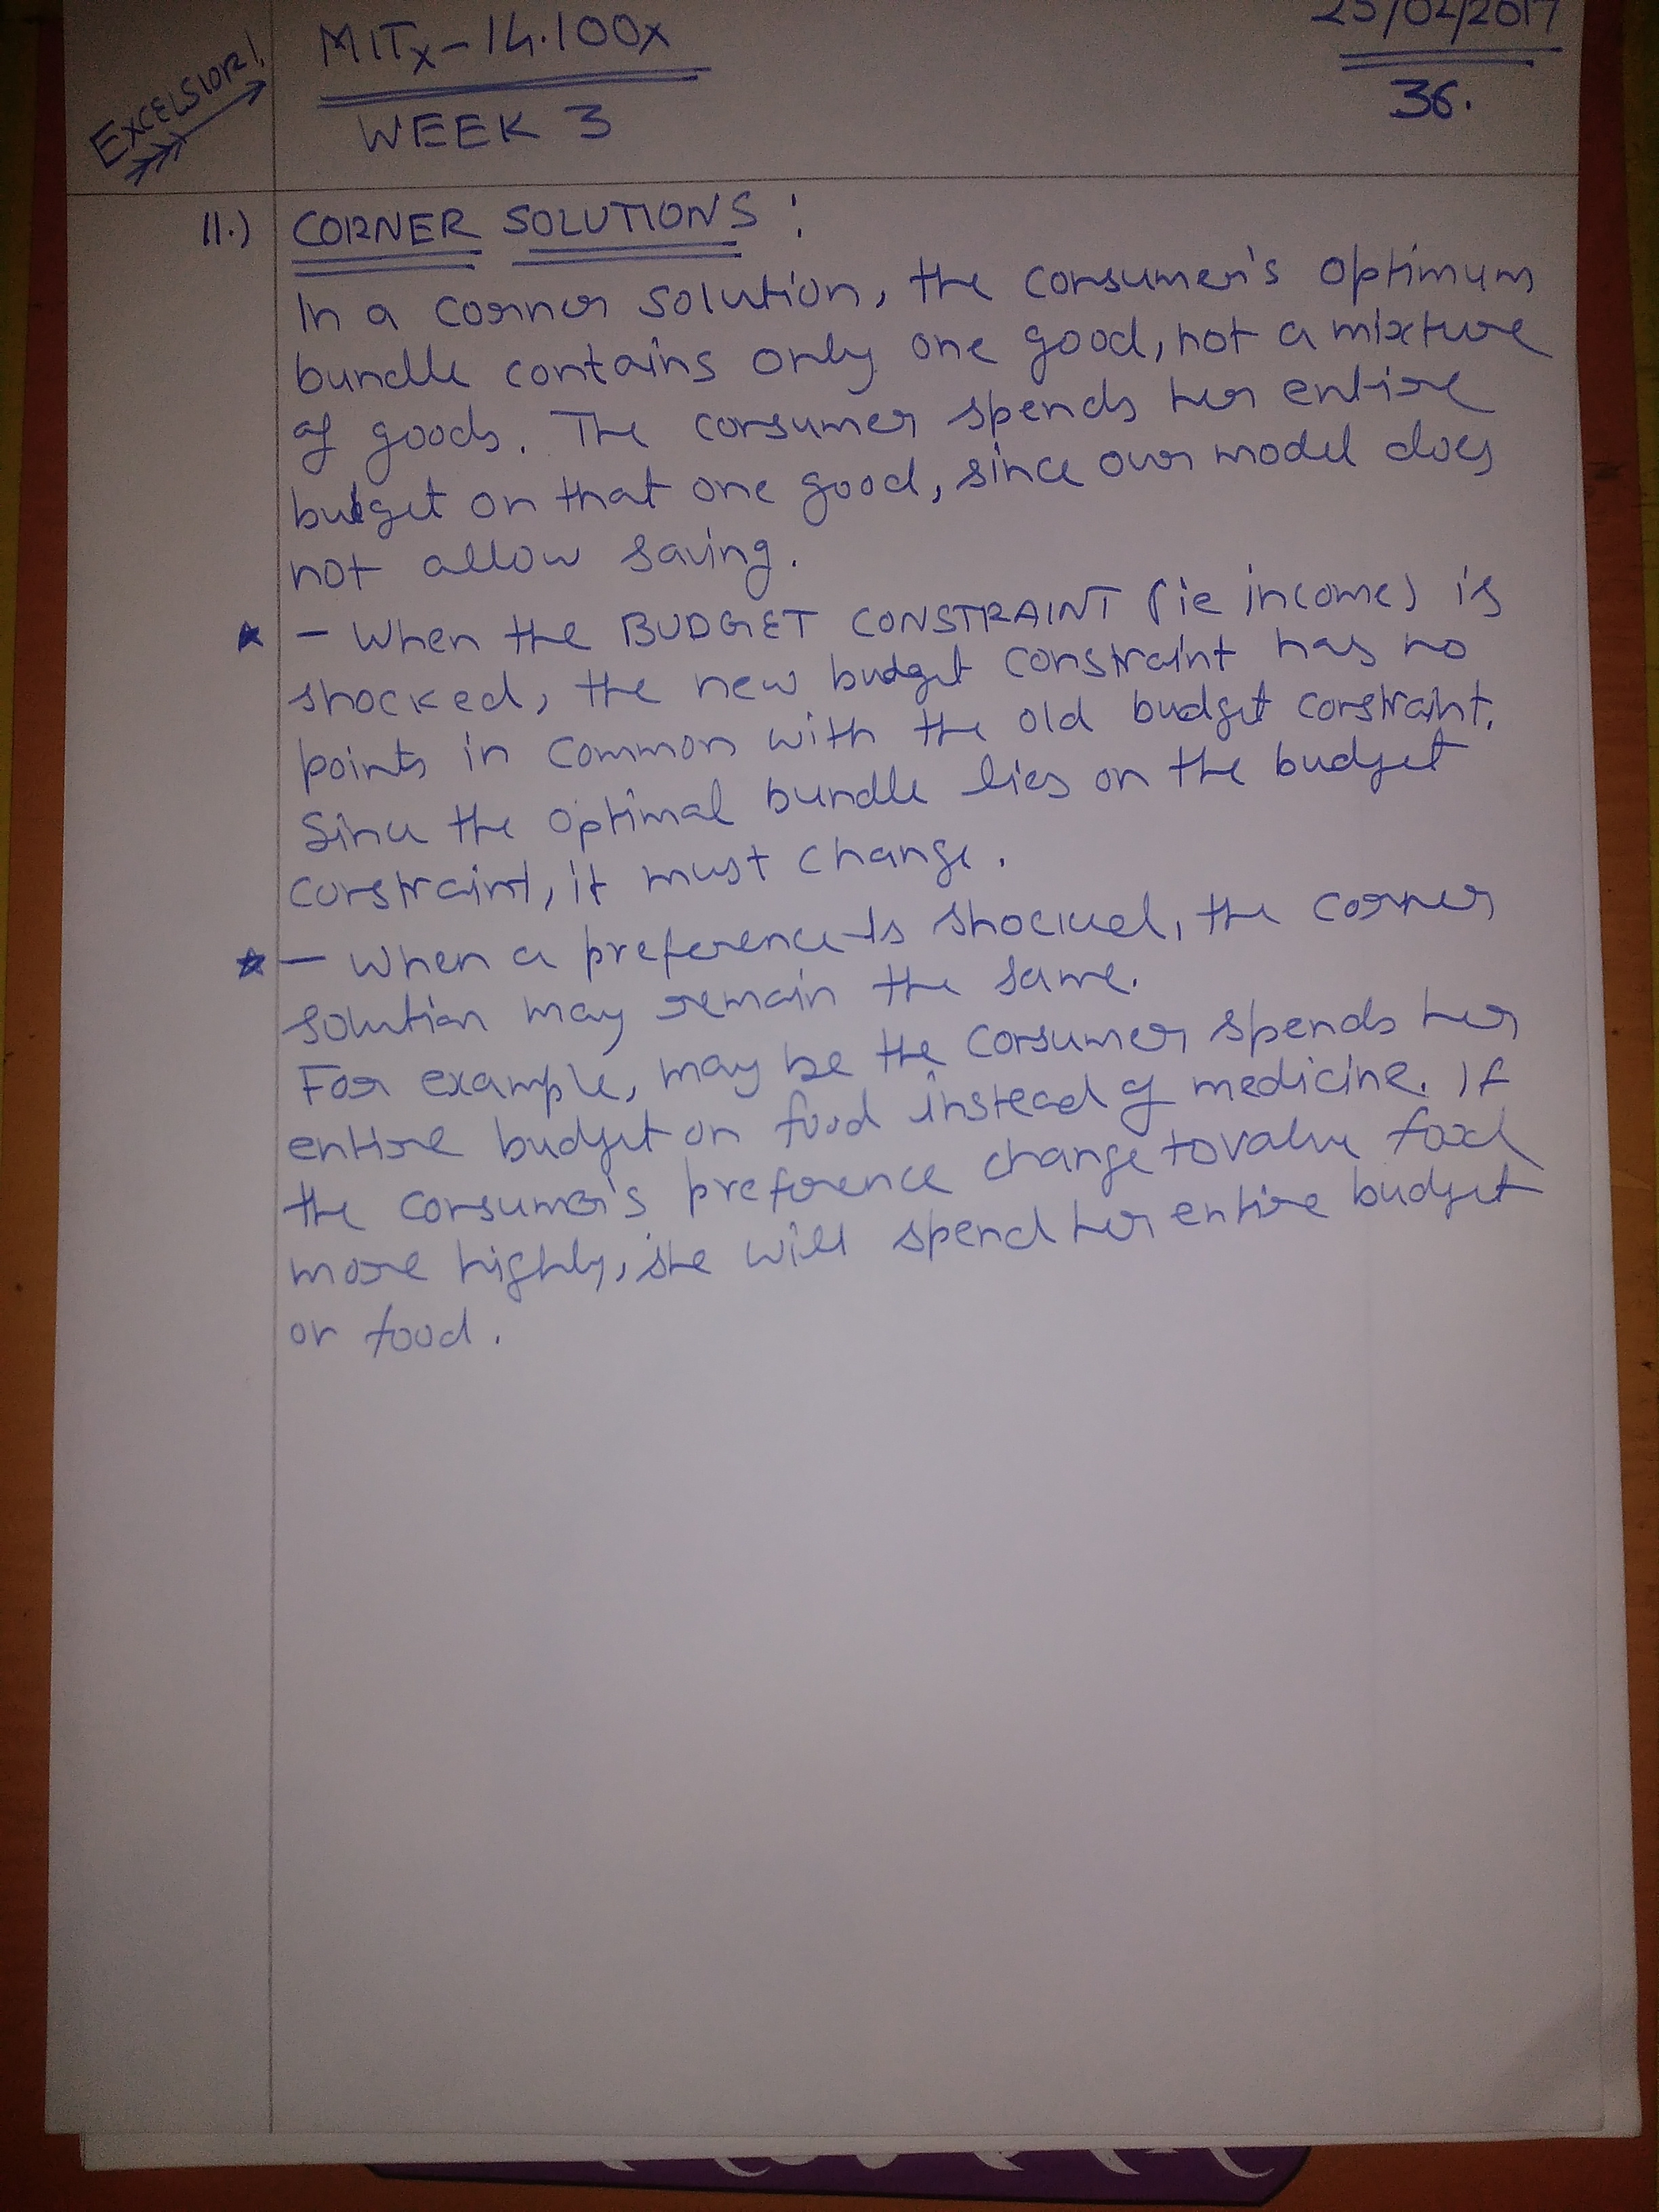 EXCELSIOR!
MITx - 14.100x
WEEK 3
25/02/2017
36.
11.) CORNER SOLUTIONS :
In a corner solution, the consumer's optimum
bundle contains only one good, not a mixture
of goods. The consumer spends her entire
budget on that one good, since our model does
not allow saving.
★ - When the BUDGET CONSTRAINT (ie income) is
shocked, the new budget constraint has no
points in common with the old budget constraint.
Since the optimal bundle lies on the budget
constraint, it must change.
★ - When a preference is shocked, the corner
solution may remain the same.
For example, may be the consumer spends her
entire budget on food instead of medicine. If
the consumer's preference change to value food
more highly, she will spend her entire budget
on food.